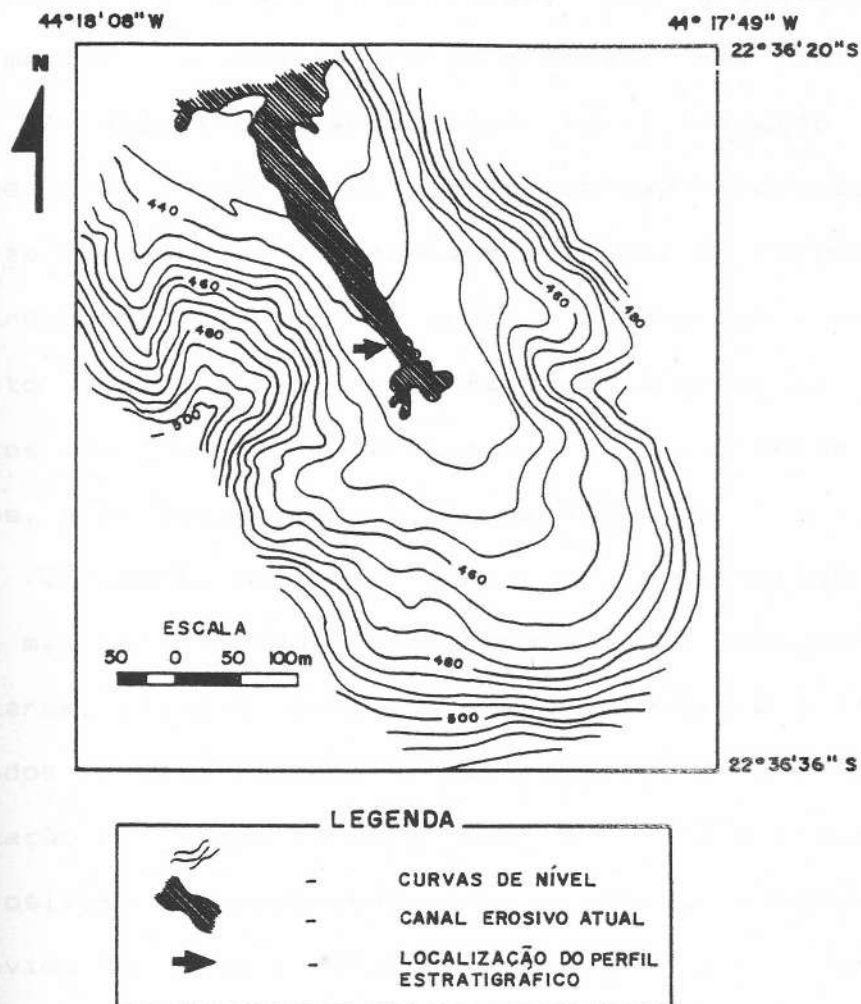 44° 18' 08" W
44° 17' 49" W
22° 36' 20" S
N
440
460
480
500
460
480
460
480
500
ESCALA
50 0 50 100m
22° 36' 36" S
LEGENDA
- CURVAS DE NÍVEL
- CANAL EROSIVO ATUAL
- LOCALIZAÇÃO DO PERFIL
ESTRATIGRAFICO